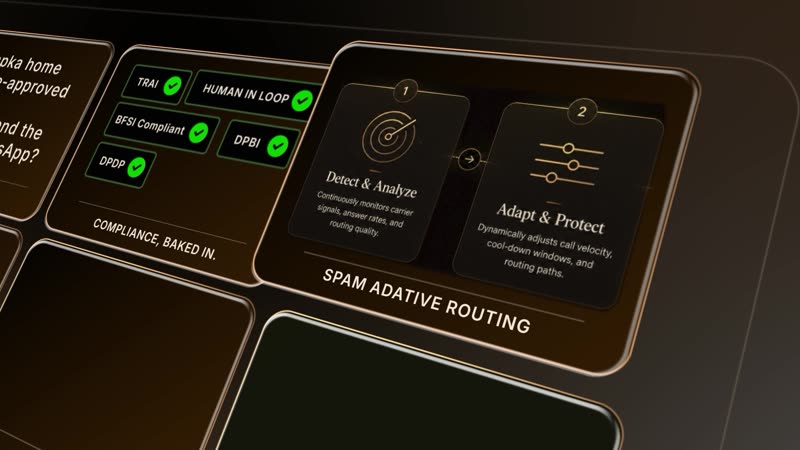 pka home
-approved
nd the
sApp?
TRAI
HUMAN IN LOOP
BFSI Compliant
DPBI
DPDP
COMPLIANCE, BAKED IN.
1
Detect & Analyze
Continuously monitors carrier
signals, answer rates, and
routing quality.
2
Adapt & Protect
Dynamically adjusts call velocity,
cool-down windows, and
routing paths.
SPAM ADATIVE ROUTING